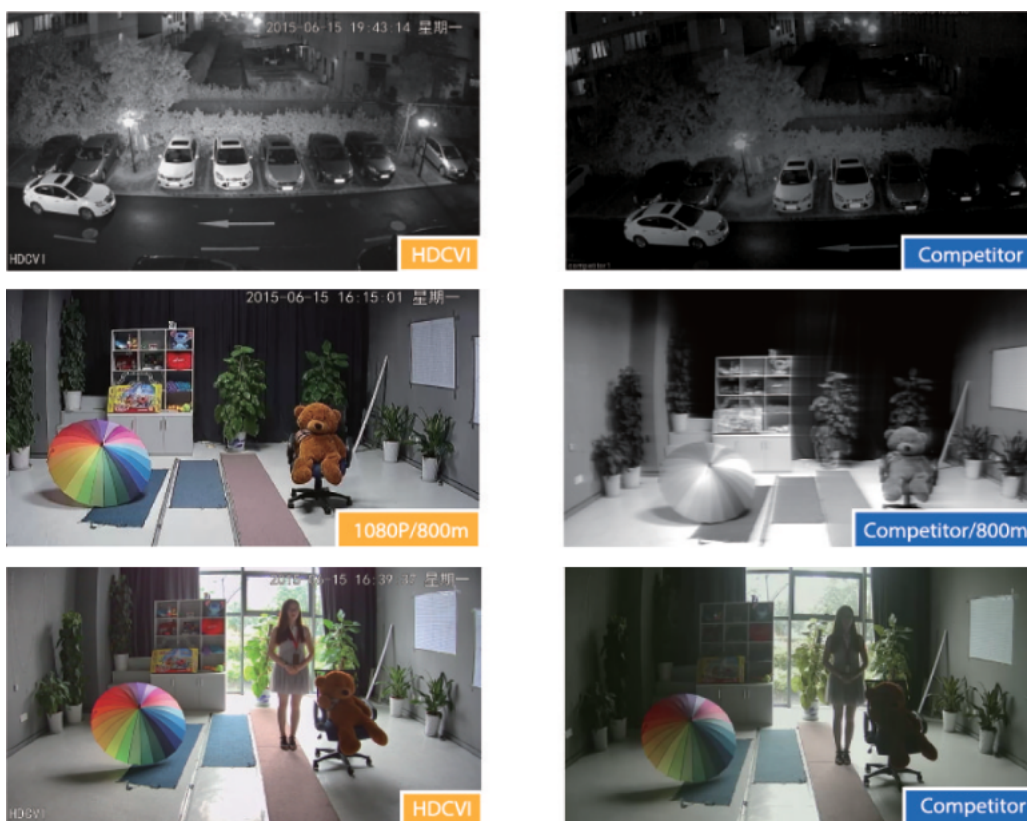 2015-06-15 19:43:14 星期一
HDCVI
HDCVI
Competitor
2015-06-15 16:15:01 星期一
1080P/800m
Competitor/800m
2015-06-15 16:39:37 星期一
HDCVI
HDCVI
Competitor